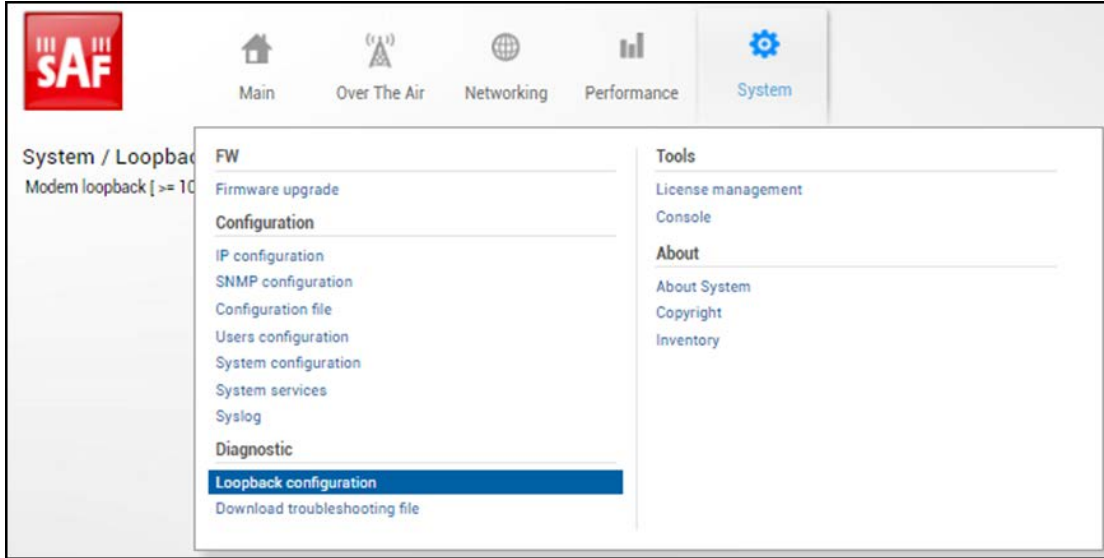 SAF
Main
Over The Air
Networking
Performance
System
System / Loopbac
Modem loopback [ >= 10
FW
Firmware upgrade
Configuration
IP configuration
SNMP configuration
Configuration file
Users configuration
System configuration
System services
Syslog
Diagnostic
Loopback configuration
Download troubleshooting file
Tools
License management
Console
About
About System
Copyright
Inventory